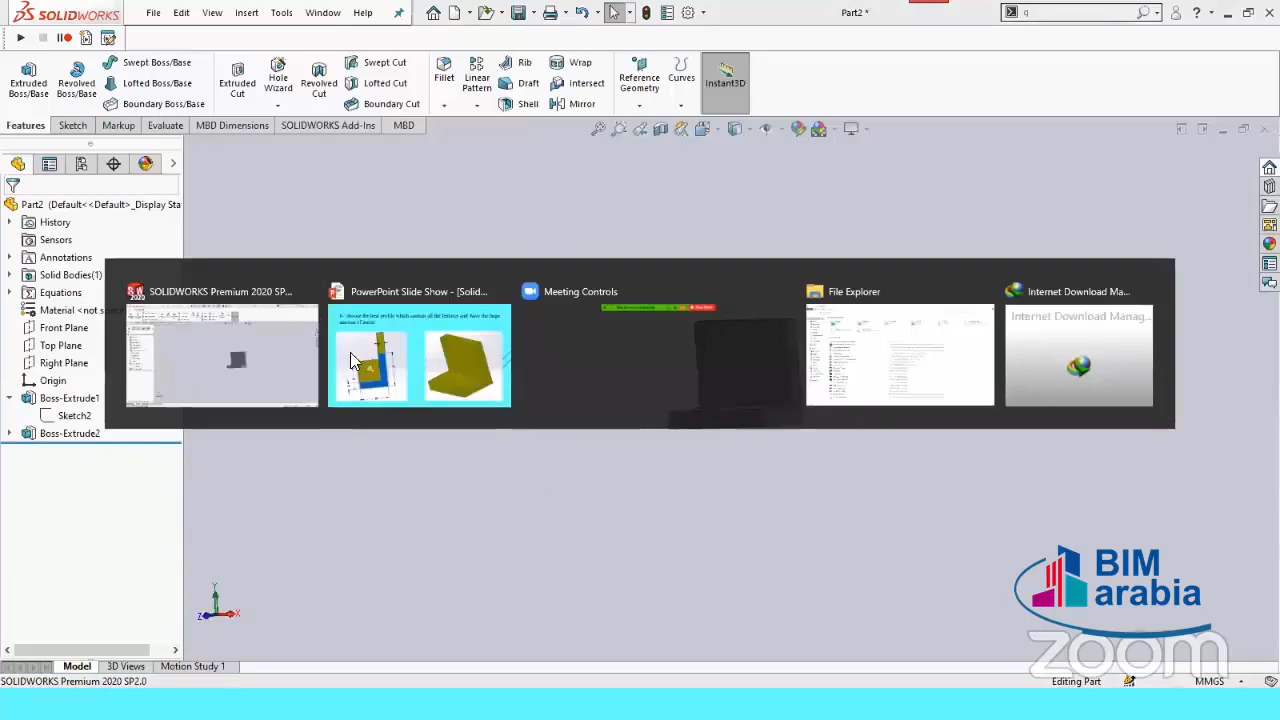 SOLIDWORKS File Edit View Insert Tools Window Help Part2 * q
Extruded Boss/Base
Revolved Boss/Base
Swept Boss/Base
Lofted Boss/Base
Boundary Boss/Base
Extruded Cut
Hole Wizard
Revolved Cut
Swept Cut
Lofted Cut
Boundary Cut
Fillet
Linear Pattern
Rib
Draft
Shell
Wrap
Intersect
Mirror
Reference Geometry
Curves
Instant3D
Features Sketch Markup Evaluate MBD Dimensions SOLIDWORKS Add-Ins MBD
Part2 (Default<<Default>_Display Sta
History
Sensors
Annotations
Solid Bodies(1)
Equations
Material <not spe
Front Plane
Top Plane
Right Plane
Origin
Boss-Extrude1
Sketch2
Boss-Extrude2
SOLIDWORKS Premium 2020 SP...
PowerPoint Slide Show - [Solid...
Meeting Controls
File Explorer
Internet Download Ma...
Internet Download Manag...
Y
Z
X
BIM
arabia
zoom
Model 3D Views Motion Study 1
SOLIDWORKS Premium 2020 SP2.0 Editing Part MMGS